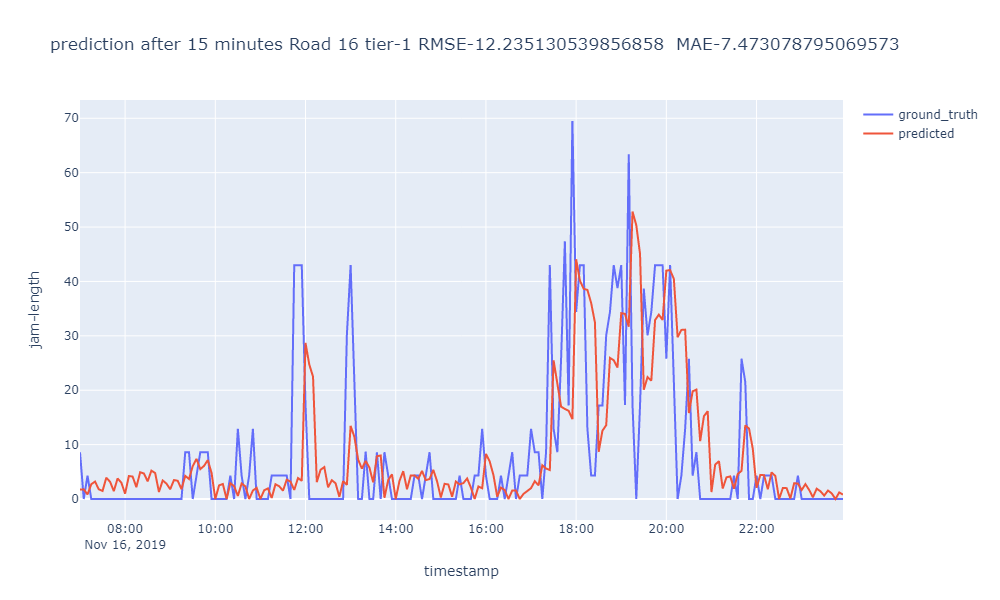 prediction after 15 minutes Road 16 tier-1 RMSE-12.235130539856858  MAE-7.473078795069573
ground_truth
predicted
70
60
50
40
30
20
10
0
jam-length
08:00 10:00 12:00 14:00 16:00 18:00 20:00 22:00
Nov 16, 2019
timestamp